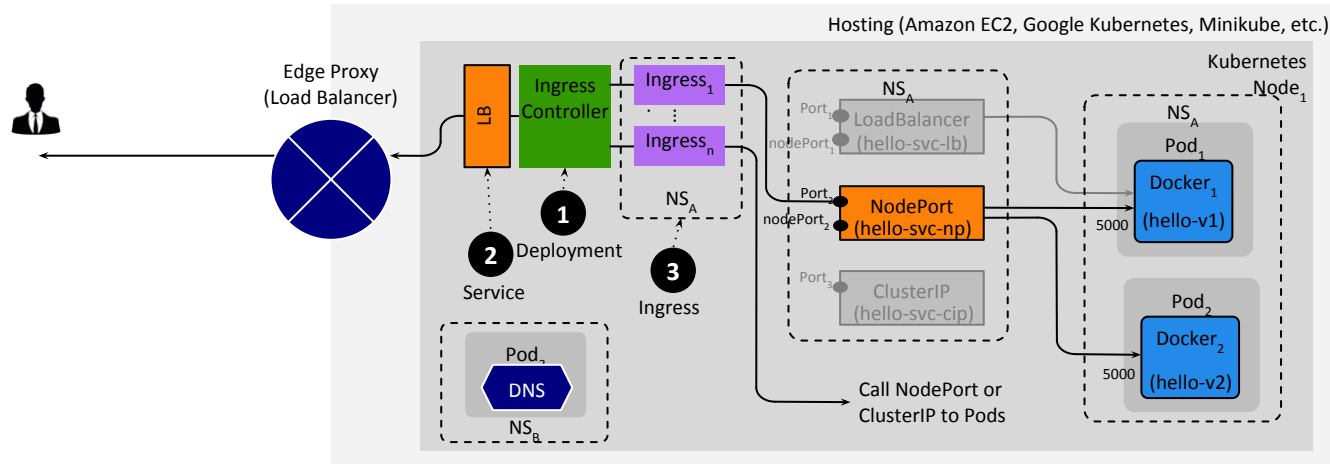 Hosting (Amazon EC2, Google Kubernetes, Minikube, etc.)
Kubernetes
Node1
Edge Proxy
(Load Balancer)
LB
Ingress
Controller
Ingress1
...
Ingressn
NSA
1
Deployment
2
Service
3
Ingress
NSA
Port1
nodePort1
LoadBalancer
(hello-svc-lb)
Port2
nodePort2
NodePort
(hello-svc-np)
Port3
ClusterIP
(hello-svc-cip)
NSA
Pod1
Docker1
(hello-v1)
5000
Pod2
Docker2
(hello-v2)
5000
Pod3
DNS
NSB
Call NodePort or
ClusterIP to Pods